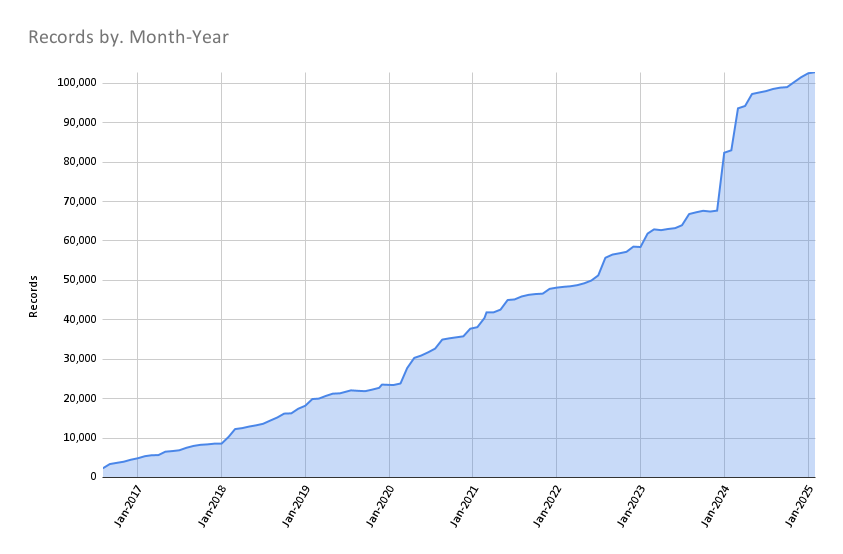 Records by. Month-Year
100,000
90,000
80,000
70,000
60,000
50,000
40,000
30,000
20,000
10,000
0
Records
Jan-2017
Jan-2018
Jan-2019
Jan-2020
Jan-2021
Jan-2022
Jan-2023
Jan-2024
Jan-2025